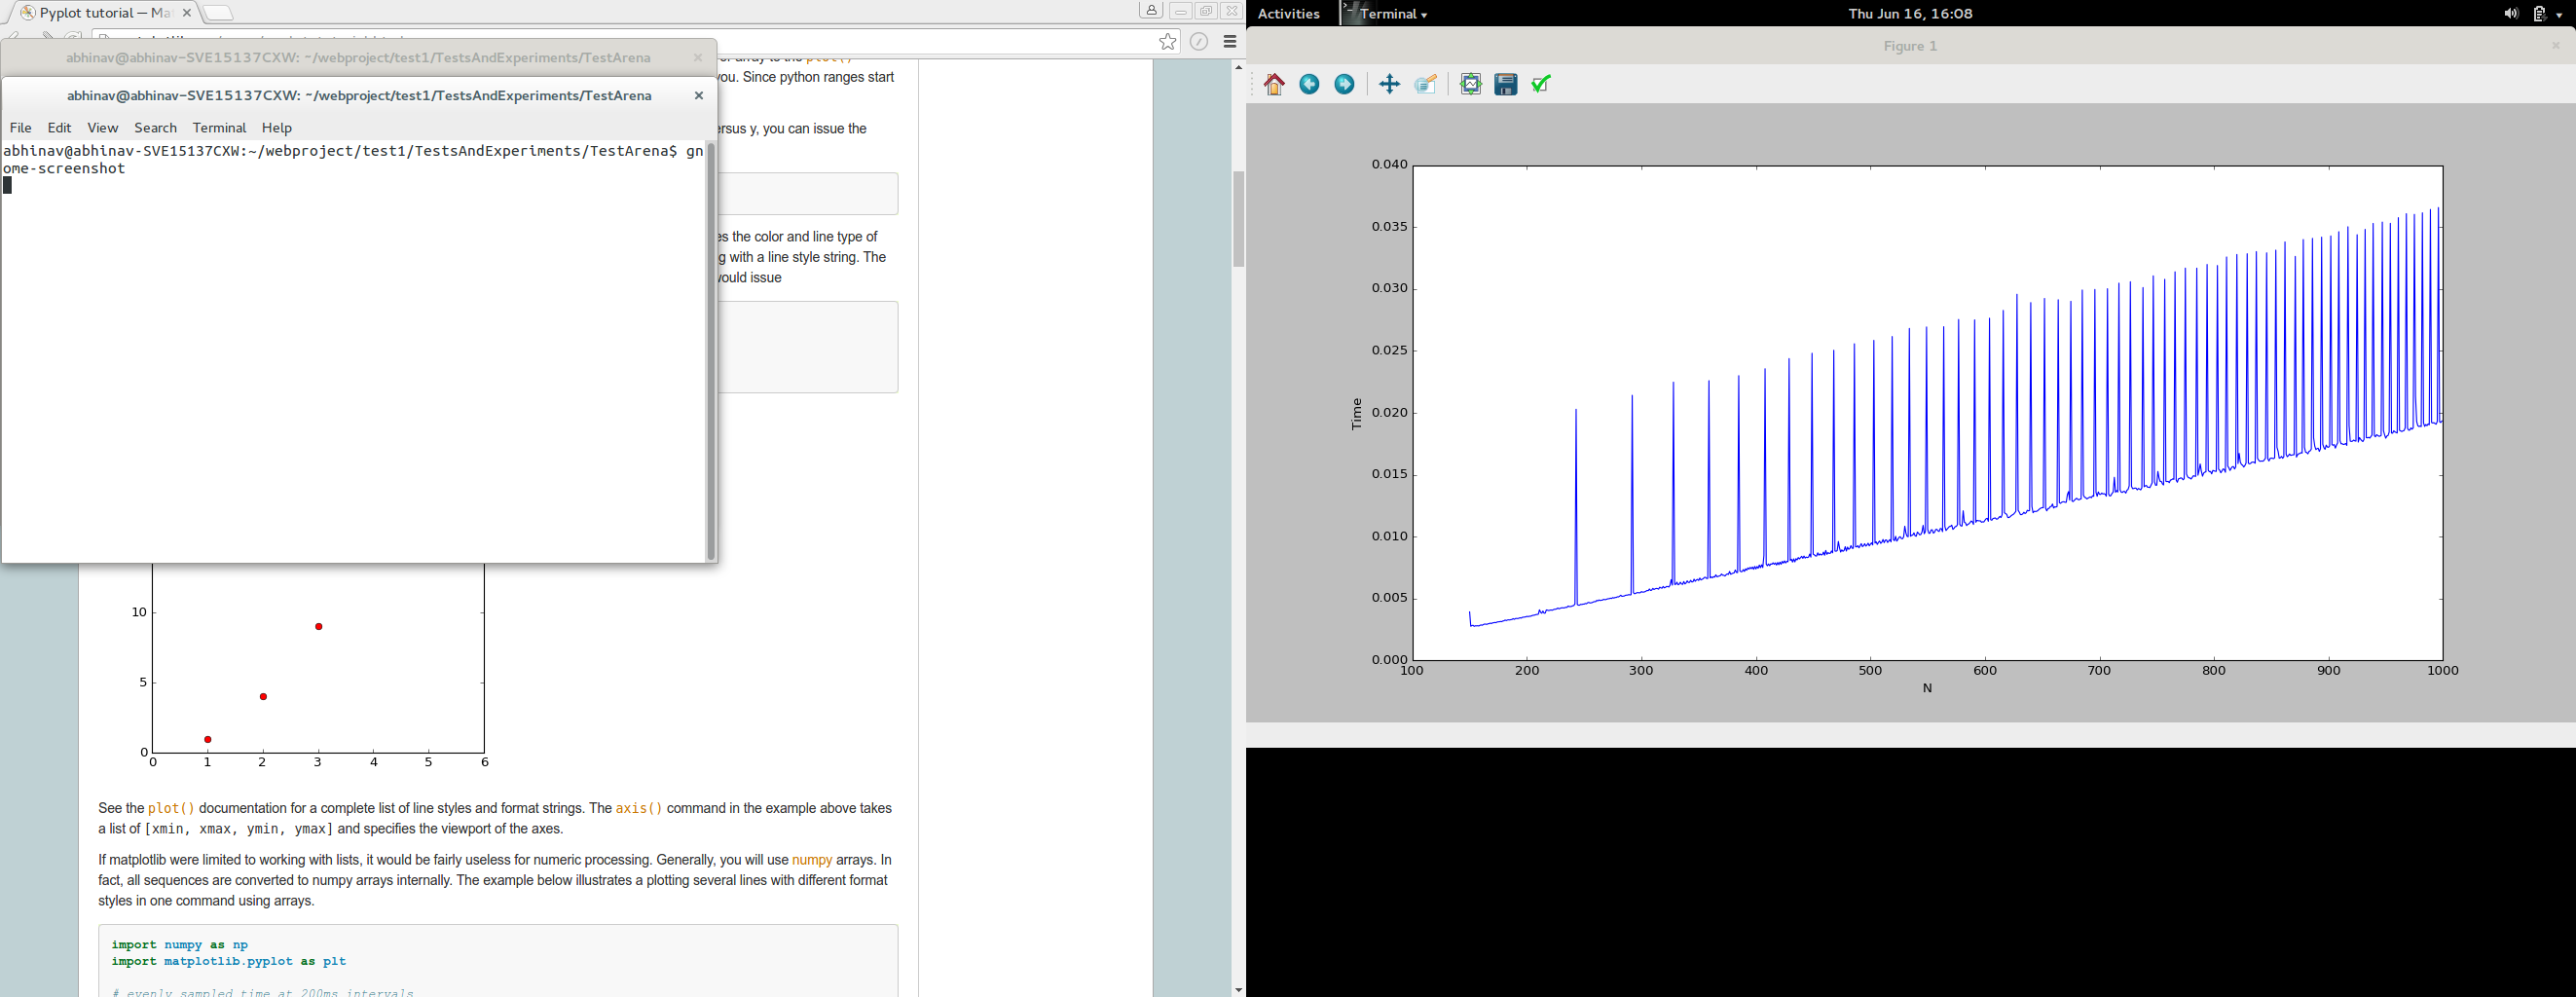 Pyplot tutorial — Ma
abhinav@abhinav-SVE15137CXW: ~/webproject/test1/TestsAndExperiments/TestArena
abhinav@abhinav-SVE15137CXW: ~/webproject/test1/TestsAndExperiments/TestArena
File Edit View Search Terminal Help
abhinav@abhinav-SVE15137CXW:~/webproject/test1/TestsAndExperiments/TestArena$ gn
ome-screenshot
or array to the plot()
you. Since python ranges start
ersus y, you can issue the
es the color and line type of
g with a line style string. The
would issue
10
5
0
0 1 2 3 4 5 6
See the plot() documentation for a complete list of line styles and format strings. The axis() command in the example above takes
a list of [xmin, xmax, ymin, ymax] and specifies the viewport of the axes.
If matplotlib were limited to working with lists, it would be fairly useless for numeric processing. Generally, you will use numpy arrays. In
fact, all sequences are converted to numpy arrays internally. The example below illustrates a plotting several lines with different format
styles in one command using arrays.
import numpy as np
import matplotlib.pyplot as plt
# evenly sampled time at 200ms intervals
Activities Terminal Thu Jun 16, 16:08
Figure 1
0.040
0.035
0.030
0.025
0.020
0.015
0.010
0.005
0.000
Time
100 200 300 400 500 600 700 800 900 1000
N